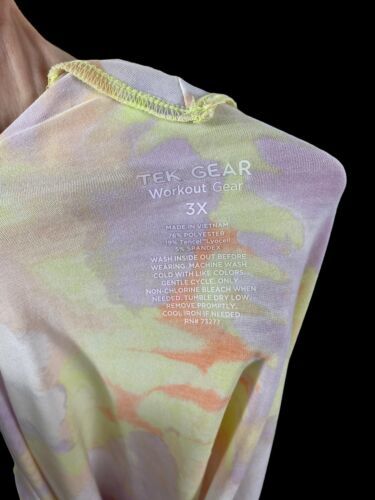 TEK GEAR
Workout Gear
3X
MADE IN VIETNAM
76% POLYESTER
19% Tencel™Lyocell
5% SPANDEX
WASH INSIDE OUT BEFORE
WEARING. MACHINE WASH
COLD WITH LIKE COLORS.
GENTLE CYCLE. ONLY
NON-CHLORINE BLEACH WHEN
NEEDED. TUMBLE DRY LOW.
REMOVE PROMPTLY.
COOL IRON IF NEEDED.
RN# 73277